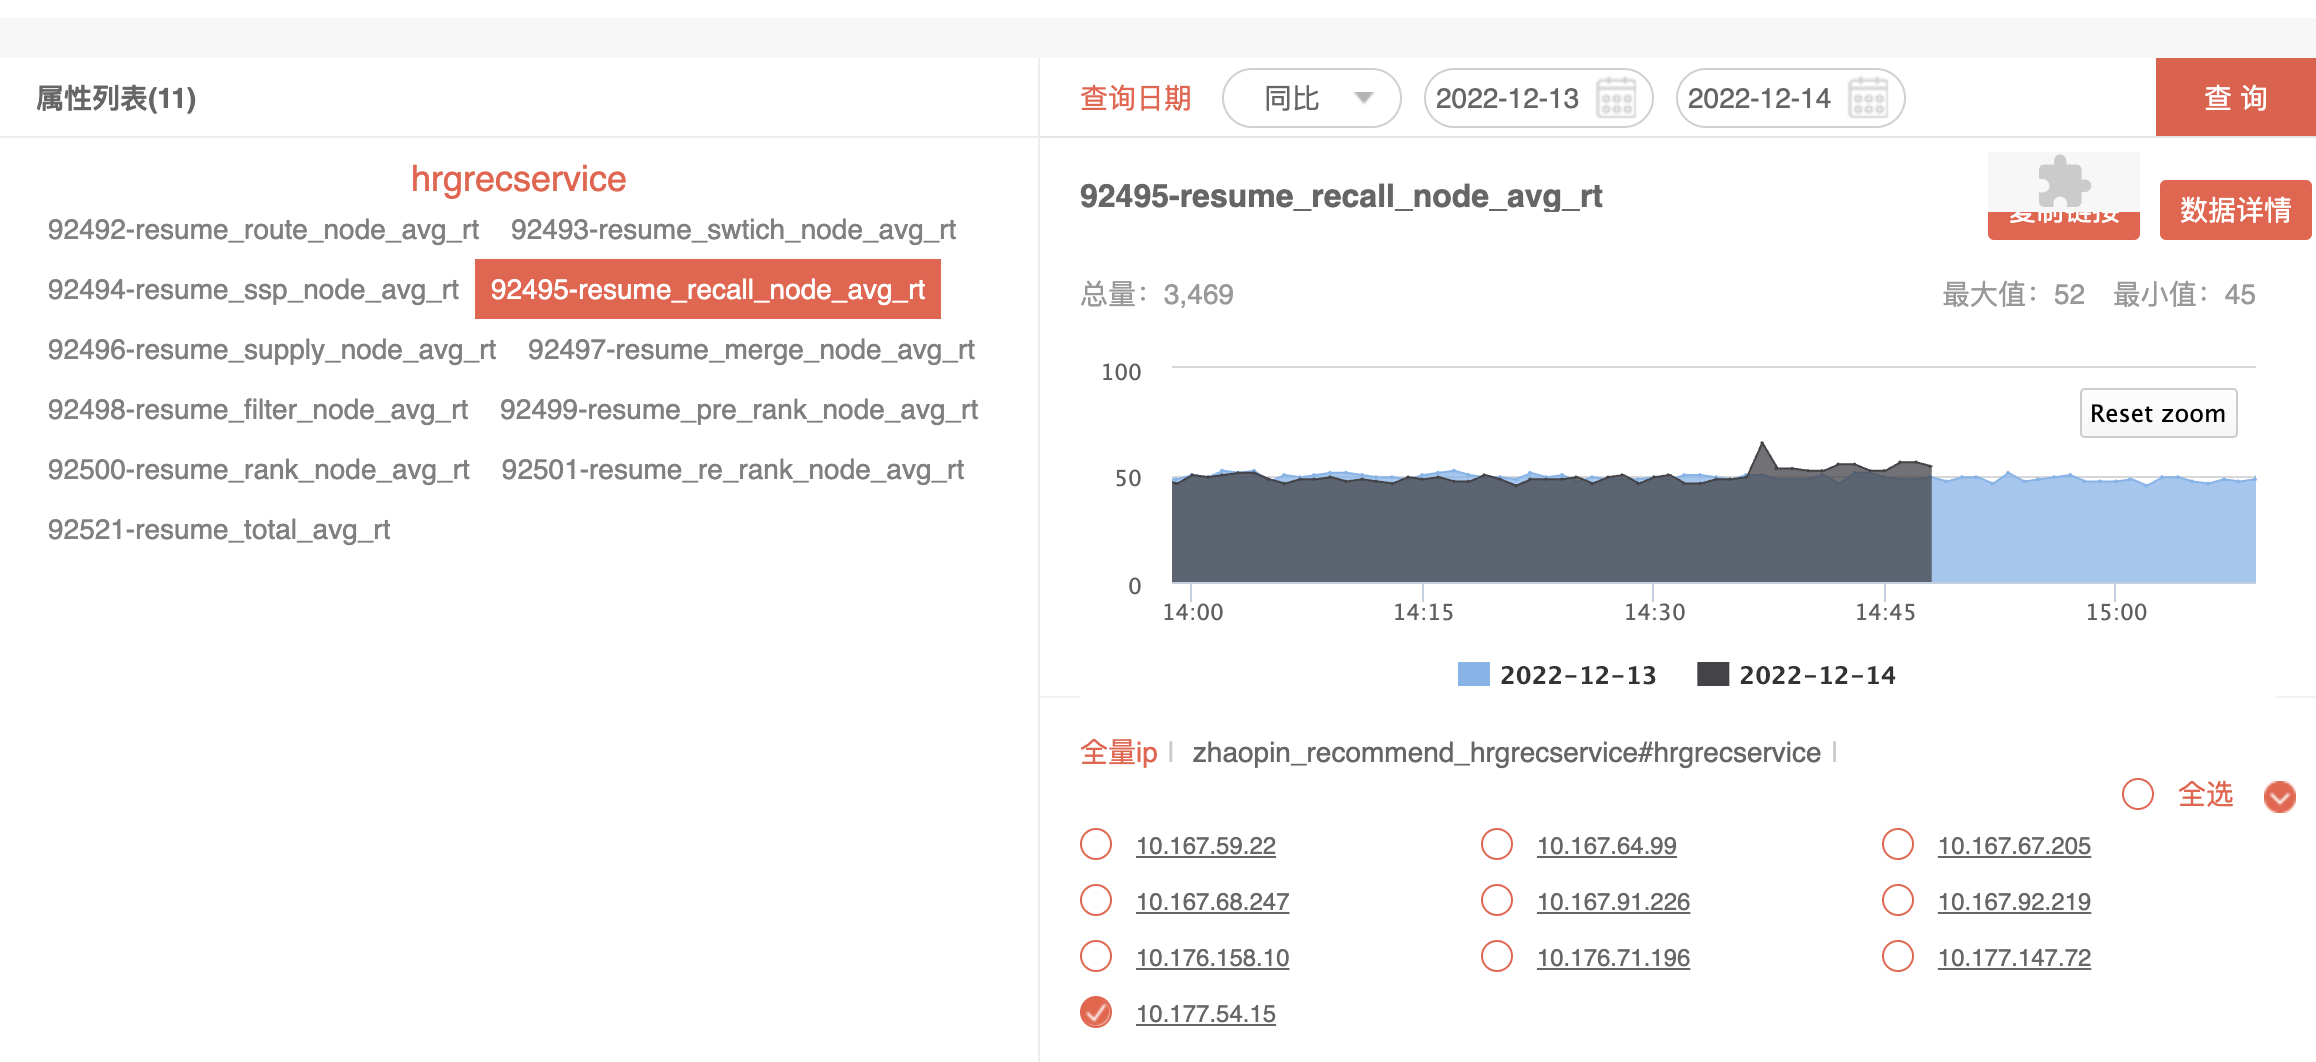 属性列表(11)
查询日期 同比 2022-12-13 2022-12-14 查 询
hrgrecservice
92492-resume_route_node_avg_rt 92493-resume_swtich_node_avg_rt
92494-resume_ssp_node_avg_rt 92495-resume_recall_node_avg_rt
92496-resume_supply_node_avg_rt 92497-resume_merge_node_avg_rt
92498-resume_filter_node_avg_rt 92499-resume_pre_rank_node_avg_rt
92500-resume_rank_node_avg_rt 92501-resume_re_rank_node_avg_rt
92521-resume_total_avg_rt
92495-resume_recall_node_avg_rt
复制链接 数据详情
总量：3,469 最大值：52 最小值：45
100
Reset zoom
50
0
14:00 14:15 14:30 14:45 15:00
2022-12-13 2022-12-14
全量ip zhaopin_recommend_hrgrecservice#hrgrecservice
全选
10.167.59.22 10.167.64.99 10.167.67.205
10.167.68.247 10.167.91.226 10.167.92.219
10.176.158.10 10.176.71.196 10.177.147.72
10.177.54.15